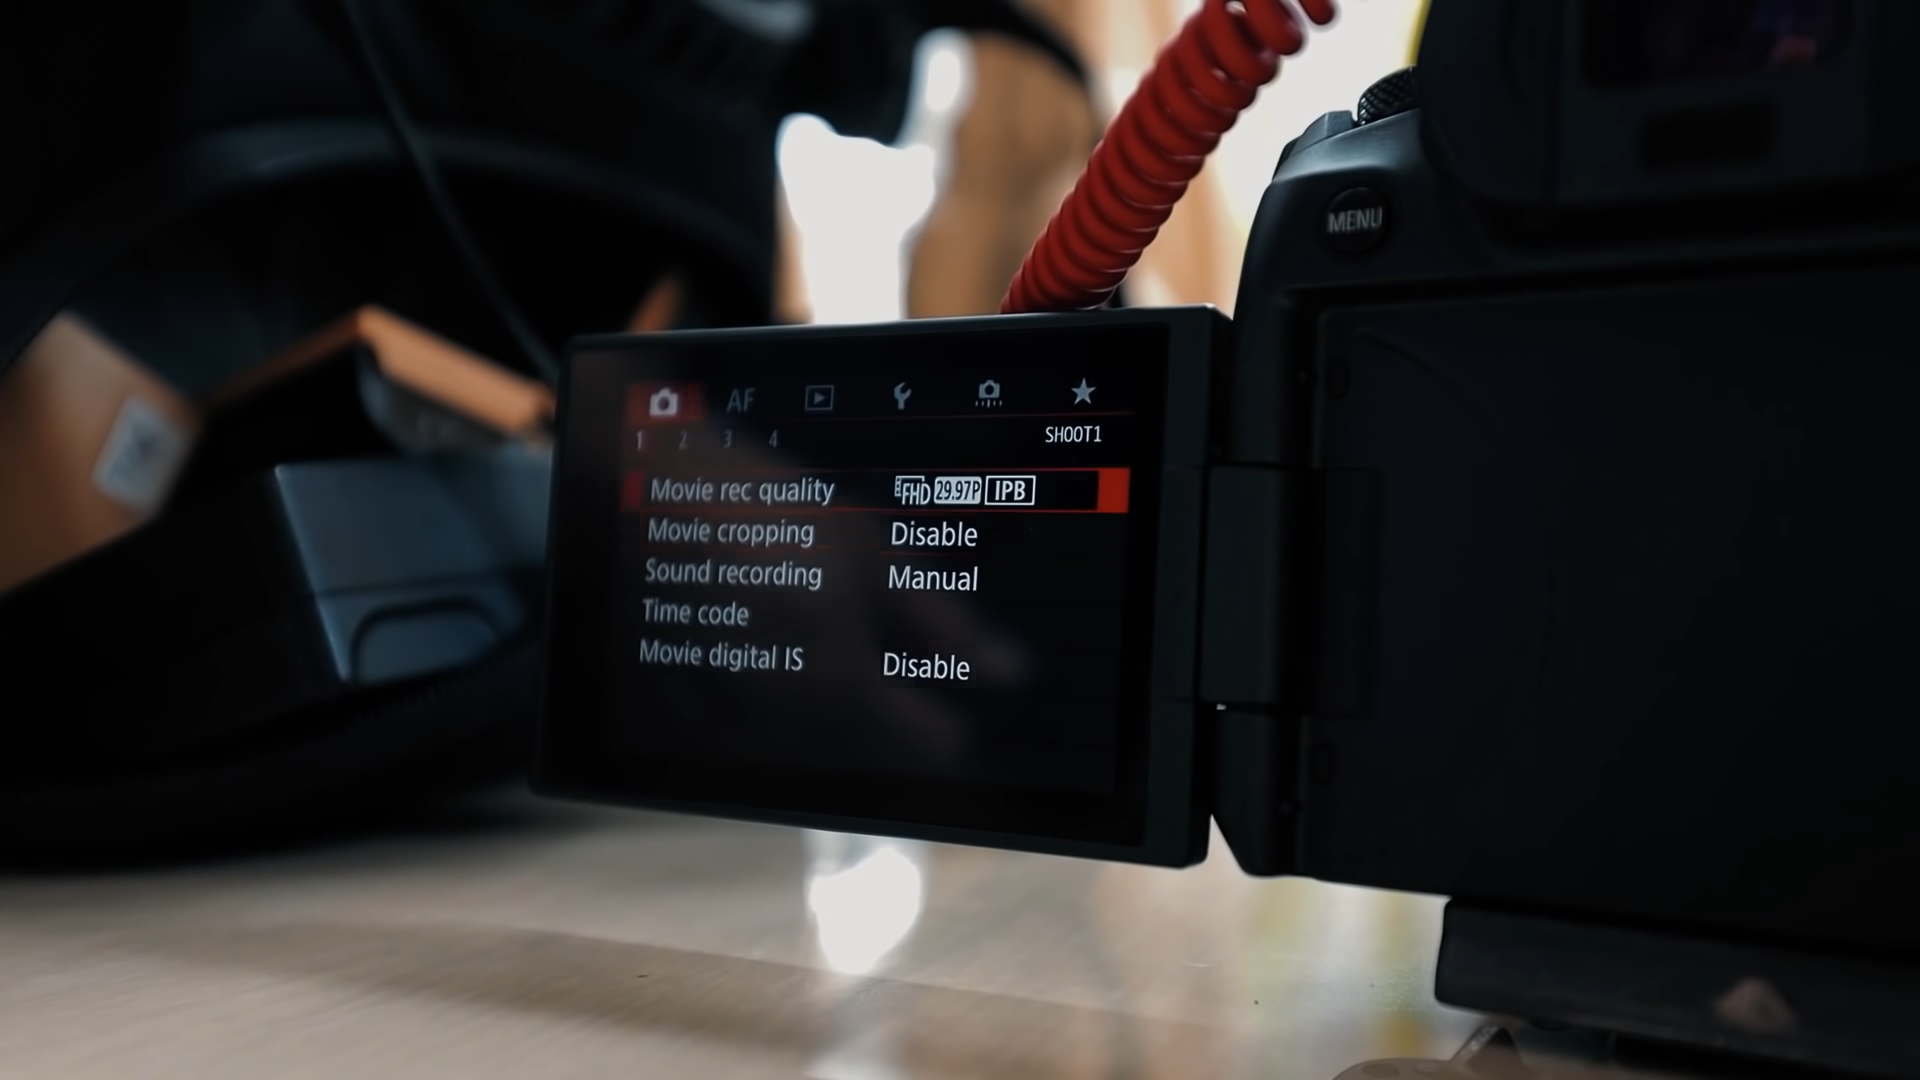 MENU
AF
1 2 3 4
SHOOT1
Movie rec quality FHD 29.97P IPB
Movie cropping Disable
Sound recording Manual
Time code
Movie digital IS Disable